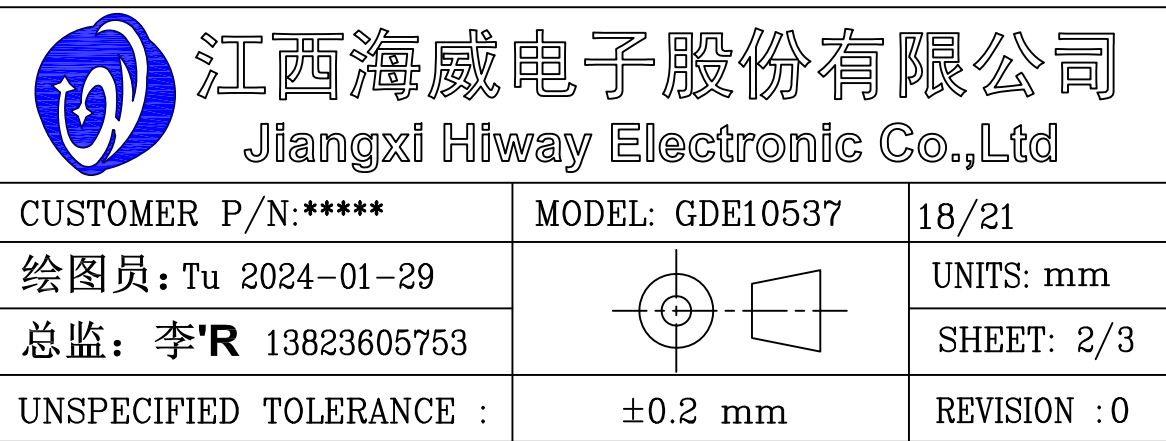 江西海威电子股份有限公司
Jiangxi Hiway Electronic Co.,Ltd
CUSTOMER P/N:***** MODEL: GDE10537 18/21
绘图员:Tu 2024-01-29 UNITS: mm
总监: 李'R 13823605753 SHEET: 2/3
UNSPECIFIED TOLERANCE : ±0.2 mm REVISION :0